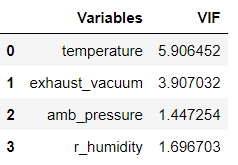 Variables VIF
0 temperature 5.906452
1 exhaust_vacuum 3.907032
2 amb_pressure 1.447254
3 r_humidity 1.696703